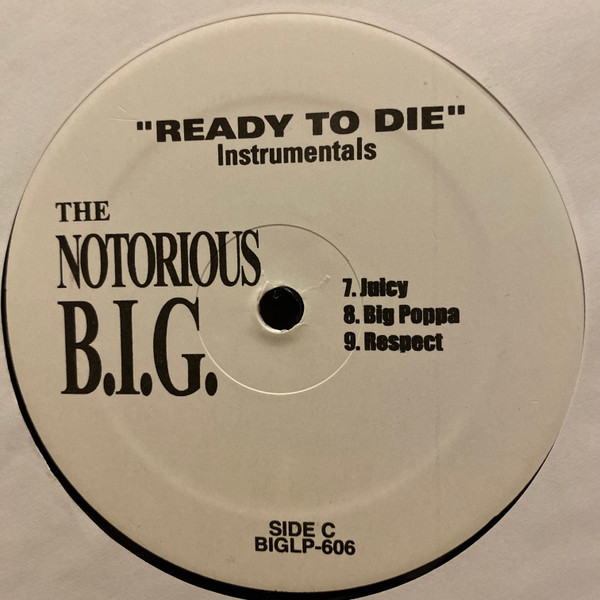 "READY TO DIE"
Instrumentals
THE
NOTORIOUS
B.I.G.
7. Juicy
8. Big Poppa
9. Respect
SIDE C
BIGLP-606